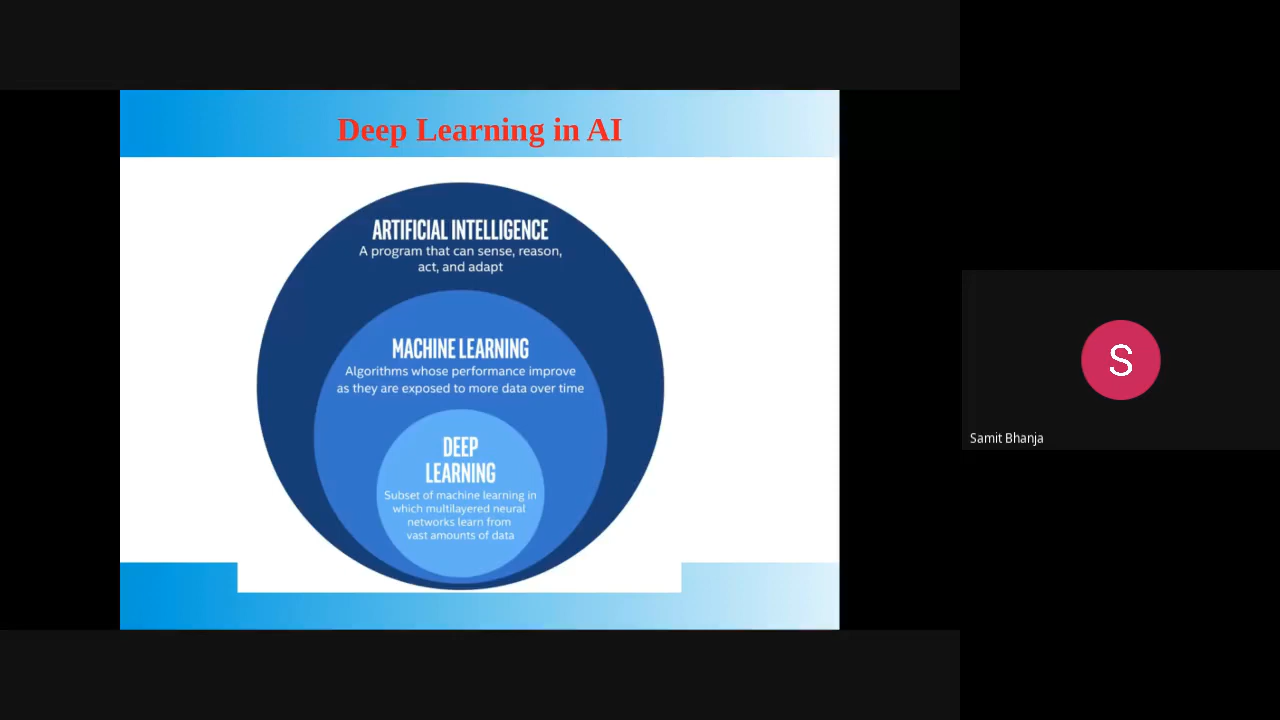 Deep Learning in AI
ARTIFICIAL INTELLIGENCE
A program that can sense, reason,
act, and adapt
MACHINE LEARNING
Algorithms whose performance improve
as they are exposed to more data over time
DEEP
LEARNING
Subset of machine learning in
which multilayered neural
networks learn from
vast amounts of data
S
Samit Bhanja